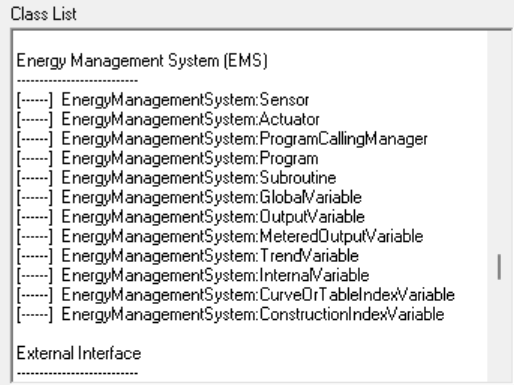 Class List
Energy Management System (EMS)
--------------------------
[------] EnergyManagementSystem:Sensor
[------] EnergyManagementSystem:Actuator
[------] EnergyManagementSystem:ProgramCallingManager
[------] EnergyManagementSystem:Program
[------] EnergyManagementSystem:Subroutine
[------] EnergyManagementSystem:GlobalVariable
[------] EnergyManagementSystem:OutputVariable
[------] EnergyManagementSystem:MeteredOutputVariable
[------] EnergyManagementSystem:TrendVariable
[------] EnergyManagementSystem:InternalVariable
[------] EnergyManagementSystem:CurveOrTableIndexVariable
[------] EnergyManagementSystem:ConstructionIndexVariable
External Interface
--------------------------